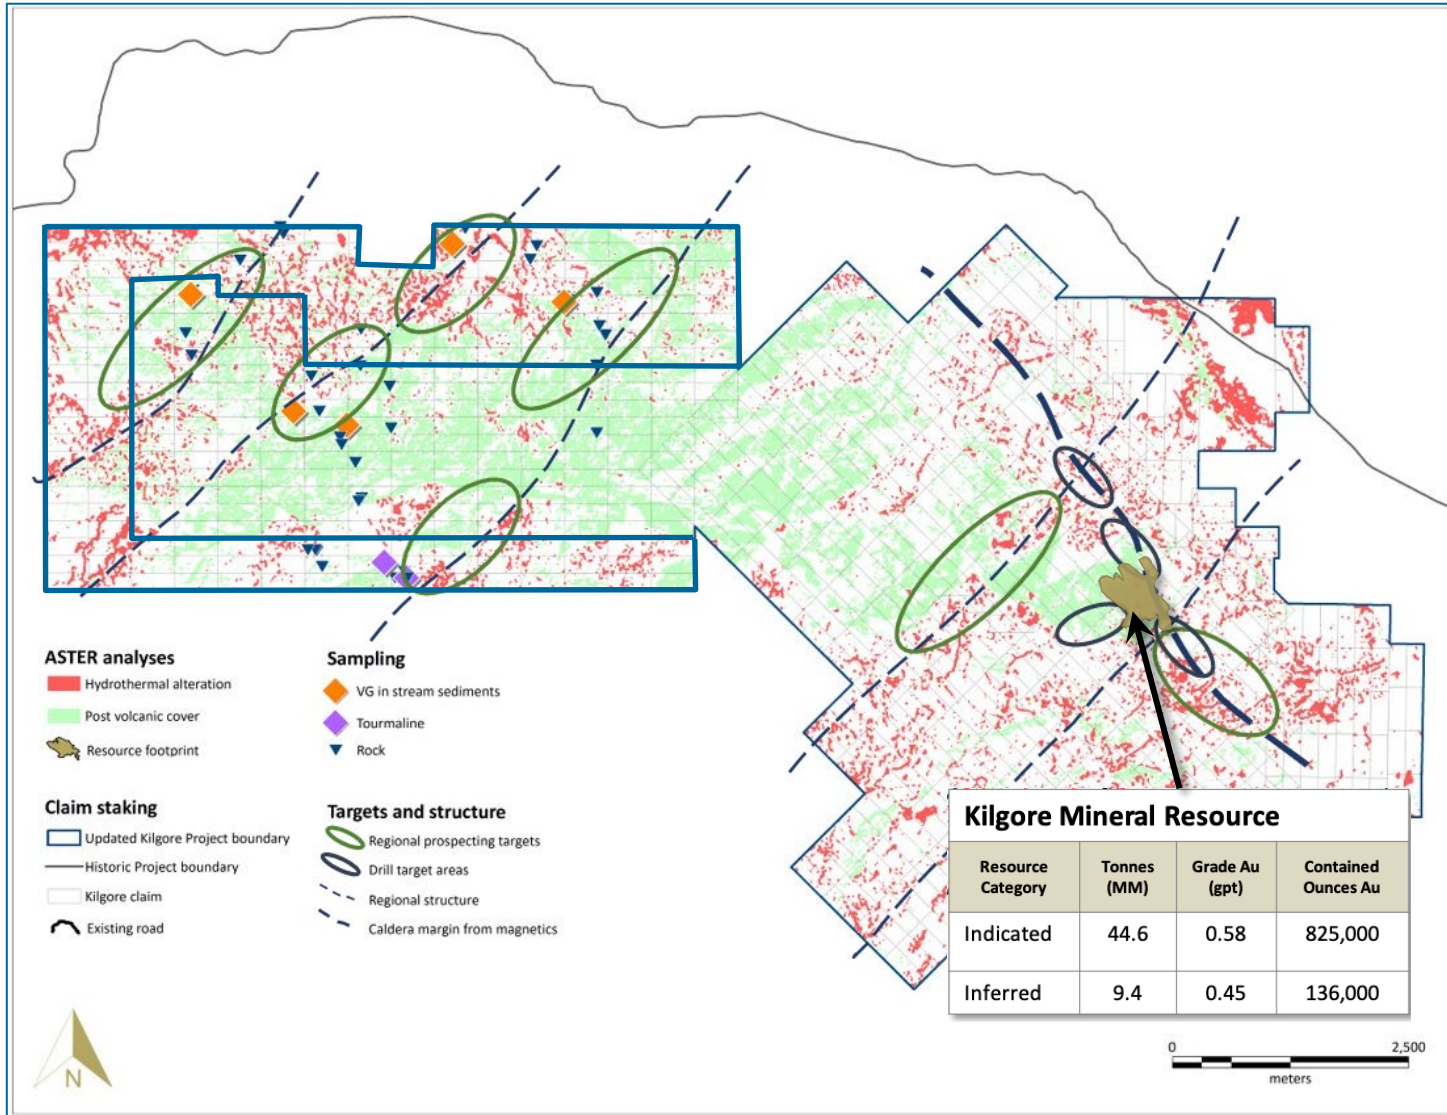 ASTER analyses
Hydrothermal alteration
Post volcanic cover
Resource footprint
Sampling
VG in stream sediments
Tourmaline
Rock
Claim staking
Updated Kilgore Project boundary
Historic Project boundary
Kilgore claim
Existing road
Targets and structure
Regional prospecting targets
Drill target areas
Regional structure
Caldera margin from magnetics
Kilgore Mineral Resource
Resource Category Tonnes (MM) Grade Au (gpt) Contained Ounces Au
Indicated 44.6 0.58 825,000
Inferred 9.4 0.45 136,000
N
0 2,500
meters